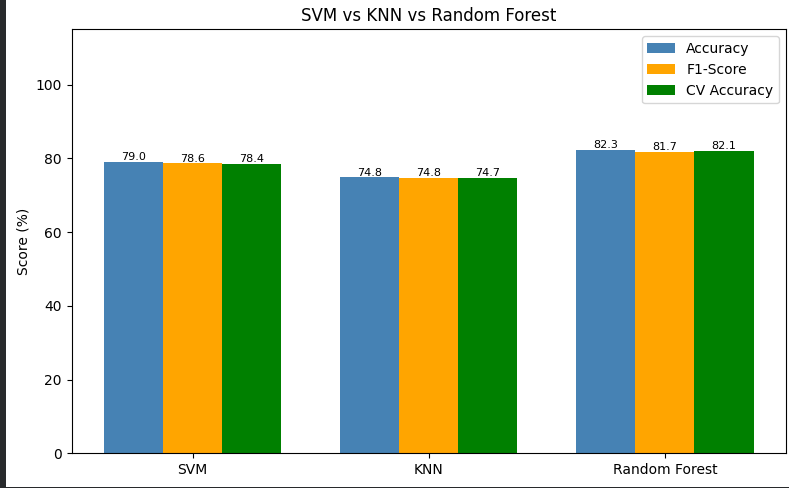 SVM vs KNN vs Random Forest
Accuracy
F1-Score
CV Accuracy
Score (%)
100
80
60
40
20
0
79.0 78.6 78.4
74.8 74.8 74.7
82.3 81.7 82.1
SVM KNN Random Forest